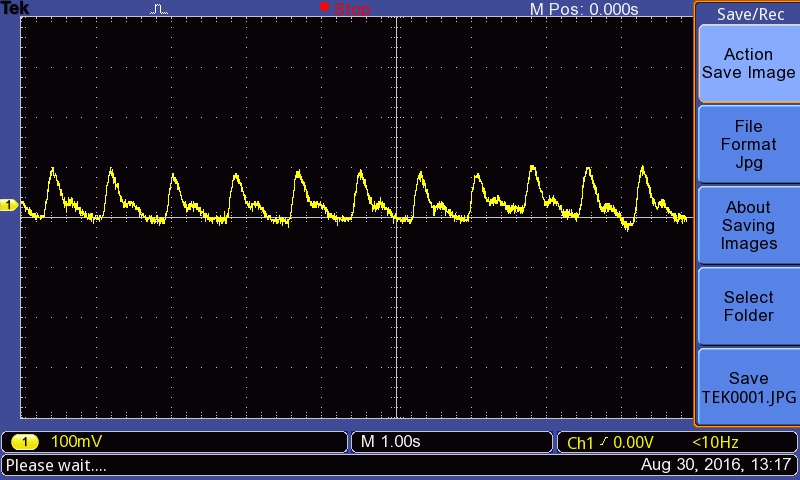 Tek
Stop
M Pos: 0.000s
Save/Rec
Action
Save Image
File
Format
Jpg
About
Saving
Images
Select
Folder
Save
TEK0001.JPG
1
1 100mV
M 1.00s
Ch1 / 0.00V <10Hz
Please wait....
Aug 30, 2016, 13:17